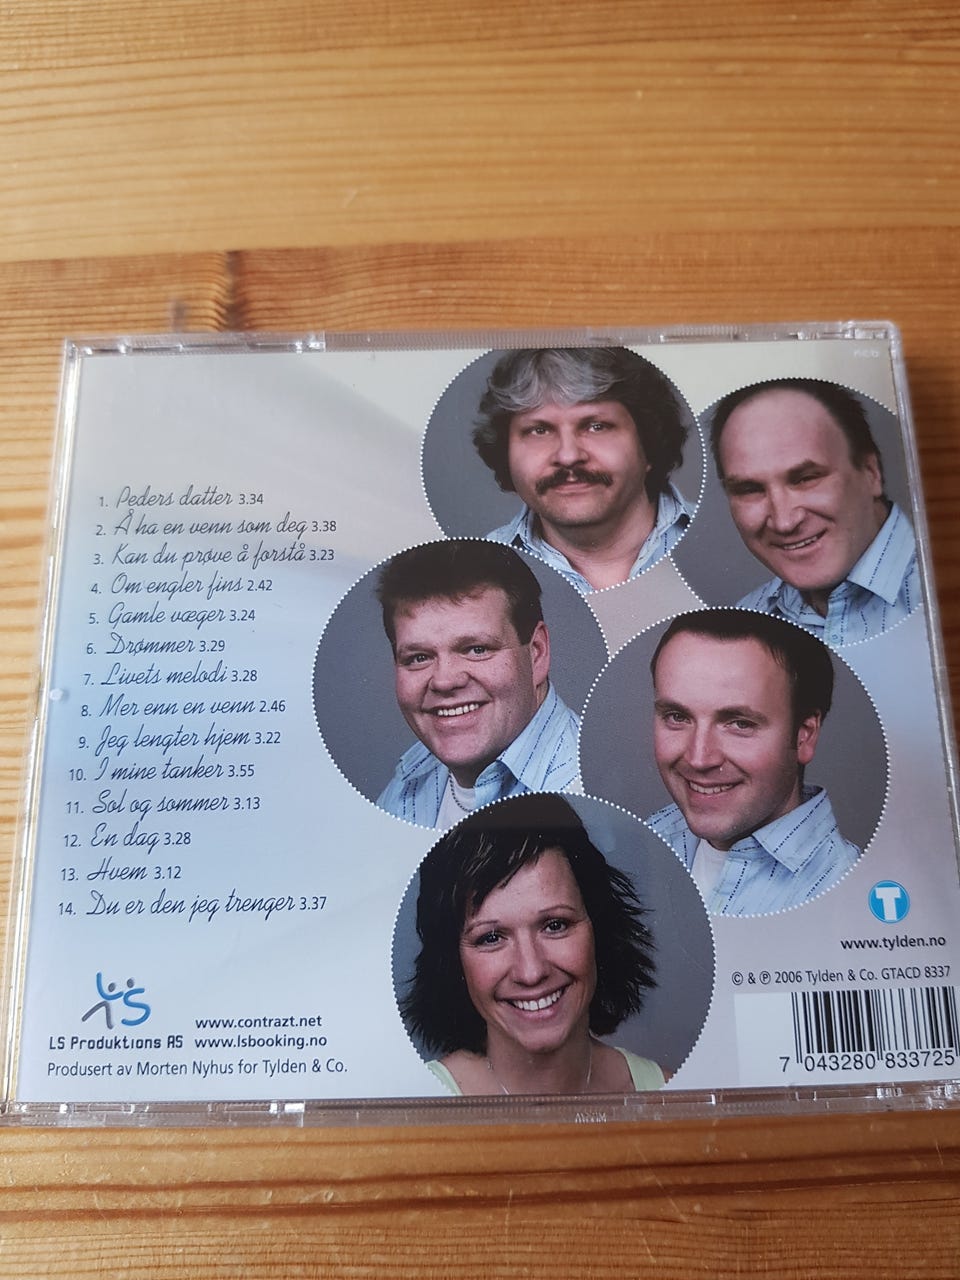 ncb
1. Peders datter 3.34
2. Å ha en venn som deg 3.38
3. Kan du prøve å forstå 3.23
4. Om engler fins 2.42
5. Gamle væger 3.24
6. Drømmer 3.29
7. Livets melodi 3.28
8. Mer enn en venn 2.46
9. Jeg lengter hjem 3.22
10. I mine tanker 3.55
11. Sol og sommer 3.13
12. En dag 3.28
13. Hvem 3.12
14. Du er den jeg trenger 3.37
LS
LS Produktions AS
www.contrazt.net
www.lsbooking.no
Produsert av Morten Nyhus for Tylden & Co.
T
www.tylden.no
© & ℗ 2006 Tylden & Co. GTACD 8337
7 043280 833725